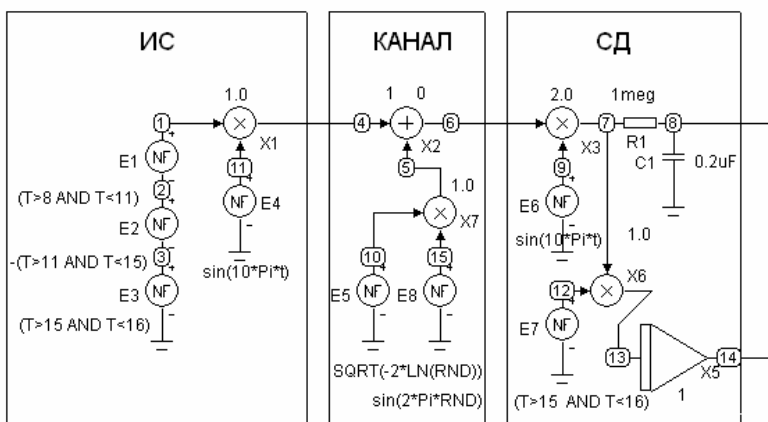 ИС
КАНАЛ
СД
1.0
1 0
2.0
1meg
1
4
6
7
8
X1
X2
X3
R1
C1
0.2uF
NF
E1
11
5
9
2
(T>8 AND T<11)
NF
E4
1.0
NF
E6
NF
E2
X7
sin(10*Pi*t)
1.0
-(T>11 AND T<15)
3
sin(10*Pi*t)
10
15
X6
NF
E3
E5
NF
E8
NF
12
E7
NF
(T>15 AND T<16)
13
14
X5
SQRT(-2*LN(RND))
1
sin(2*Pi*RND)
(T>15 AND T<16)